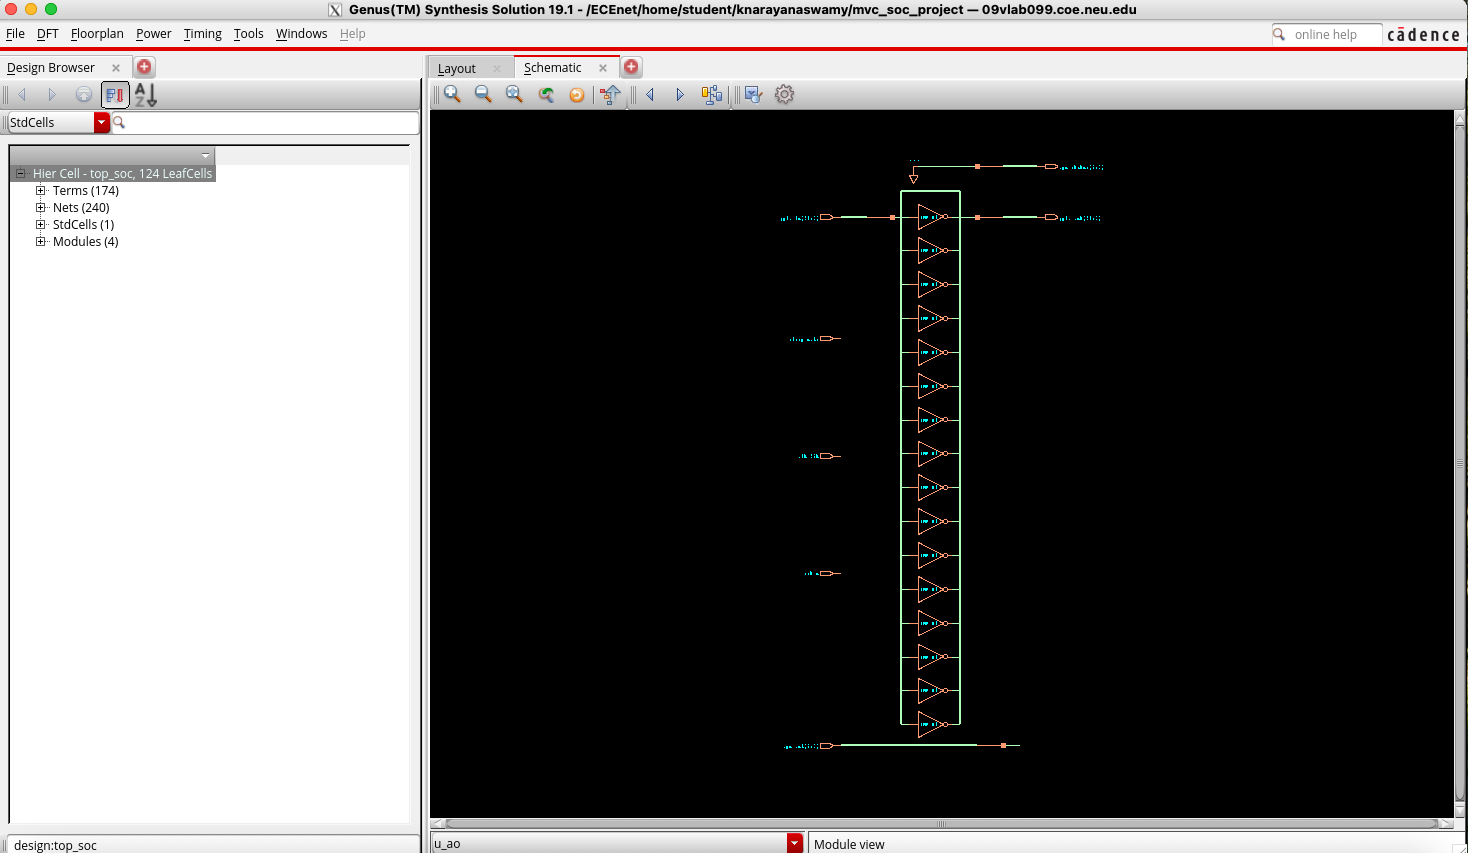 Genus(TM) Synthesis Solution 19.1 - /ECEnet/home/student/knarayanaswamy/mvc_soc_project — 09vlab099.coe.neu.edu
File DFT Floorplan Power Timing Tools Windows Help
online help
cādence
Design Browser
Layout
Schematic
StdCells
Hier Cell - top_soc, 124 LeafCells
Terms (174)
Nets (240)
StdCells (1)
Modules (4)
design:top_soc
u_ao
Module view